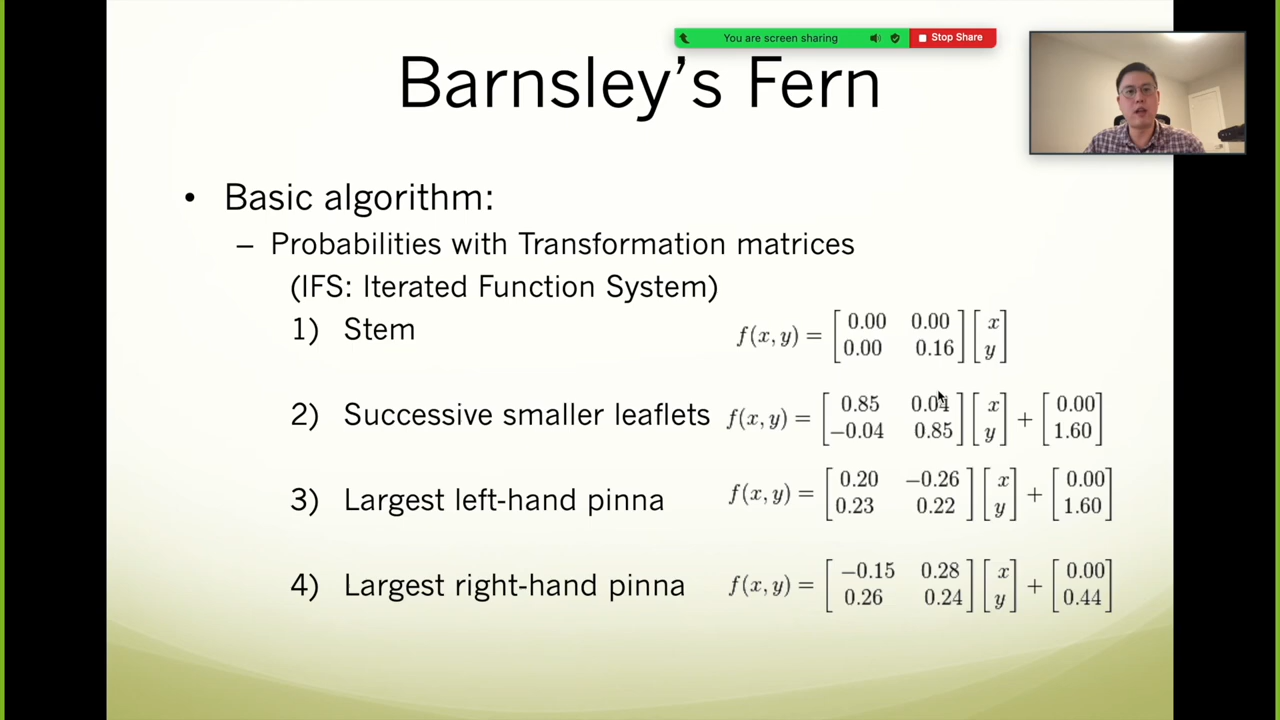 You are screen sharing
Stop Share
Barnsley's Fern
• Basic algorithm:
– Probabilities with Transformation matrices
(IFS: Iterated Function System)
1) Stem f(x, y) = [ 0.00 0.00 ; 0.00 0.16 ] [ x ; y ]
2) Successive smaller leaflets f(x, y) = [ 0.85 0.04 ; −0.04 0.85 ] [ x ; y ] + [ 0.00 ; 1.60 ]
3) Largest left-hand pinna f(x, y) = [ 0.20 −0.26 ; 0.23 0.22 ] [ x ; y ] + [ 0.00 ; 1.60 ]
4) Largest right-hand pinna f(x, y) = [ −0.15 0.28 ; 0.26 0.24 ] [ x ; y ] + [ 0.00 ; 0.44 ]